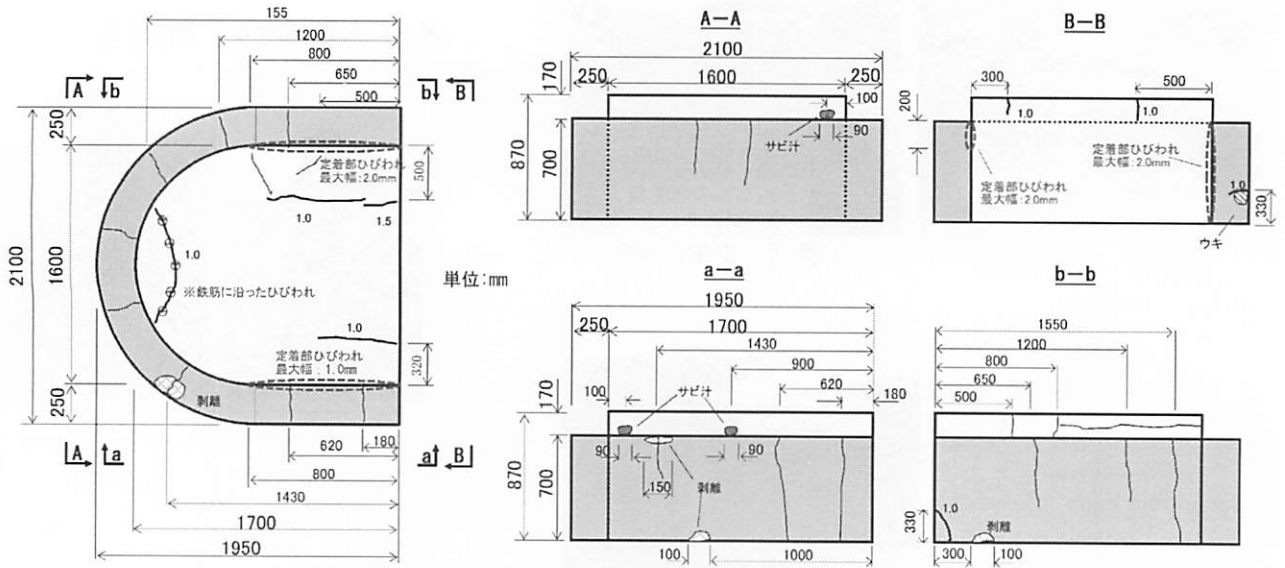 155
1200
800
650
500
A
b
b
B
250
定着部ひびわれ
最大幅：2.0mm
500
1.0
1.5
2100
1600
1.0
※鉄筋に沿ったひびわれ
1.0
定着部ひびわれ
最大幅：1.0mm
320
250
剥離
A
a
a
B
620
180
800
1430
1700
1950
単位：mm
A－A
2100
250
1600
250
170
100
サビ汁
90
870
700
B－B
300
500
200
1.0
1.0
定着部ひびわれ
最大幅：2.0mm
定着部ひびわれ
最大幅：2.0mm
1.0
330
ウキ
a－a
1950
250
1700
1430
900
620
180
170
100
サビ汁
90
90
870
700
150
剥離
100
1000
b－b
1550
1200
800
650
500
330
1.0
剥離
300
100